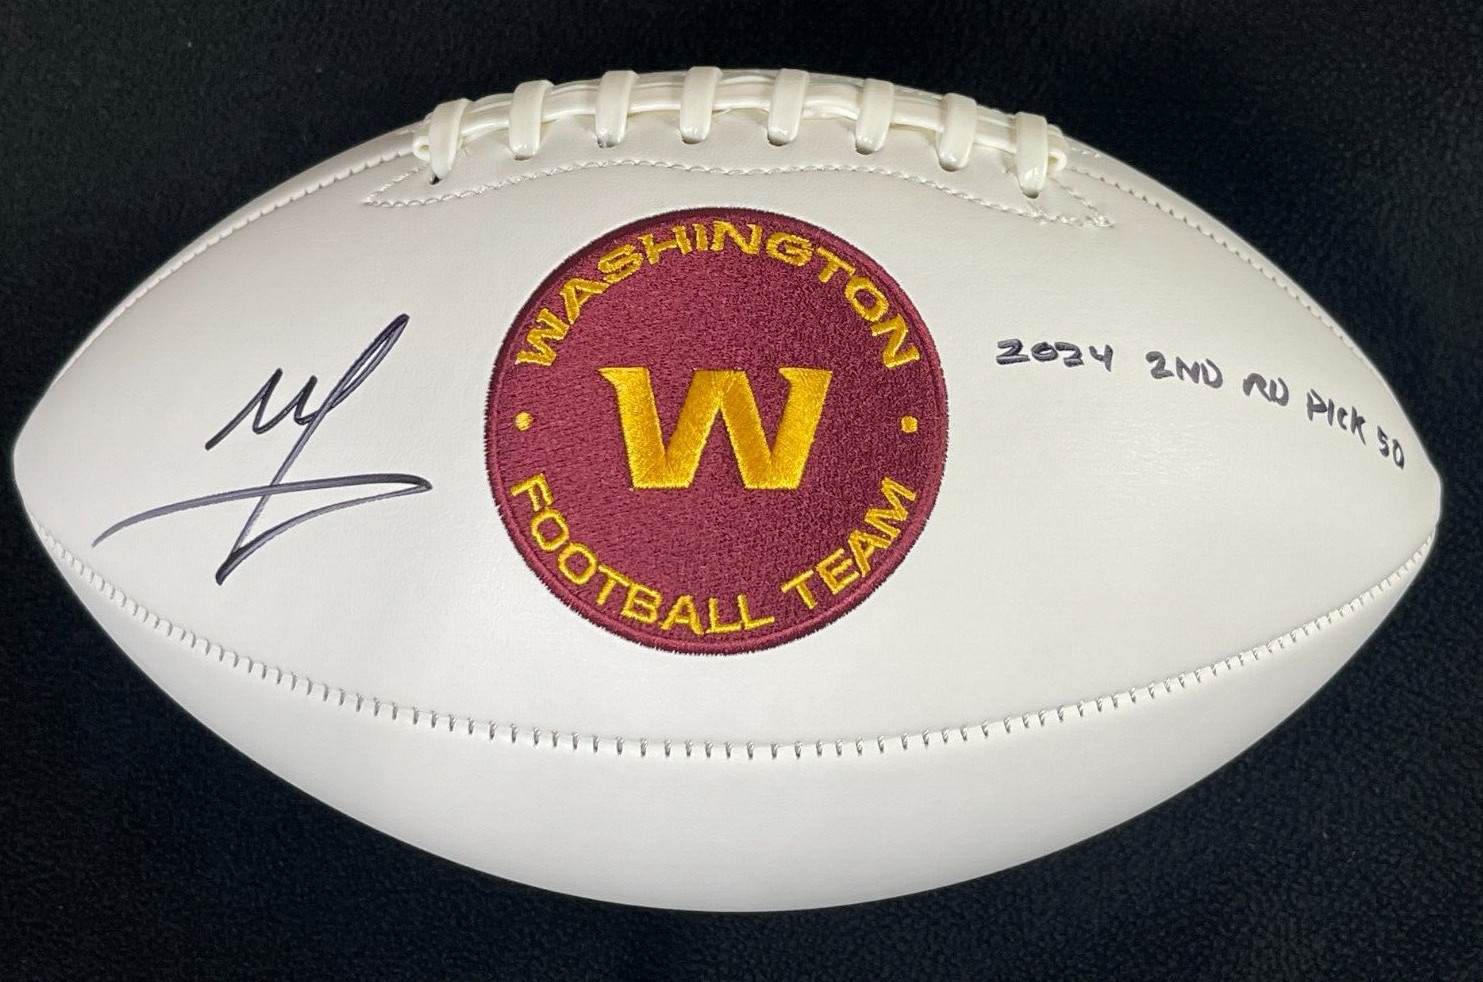 WASHINGTON
W
FOOTBALL TEAM
2024 2ND RD PICK 50